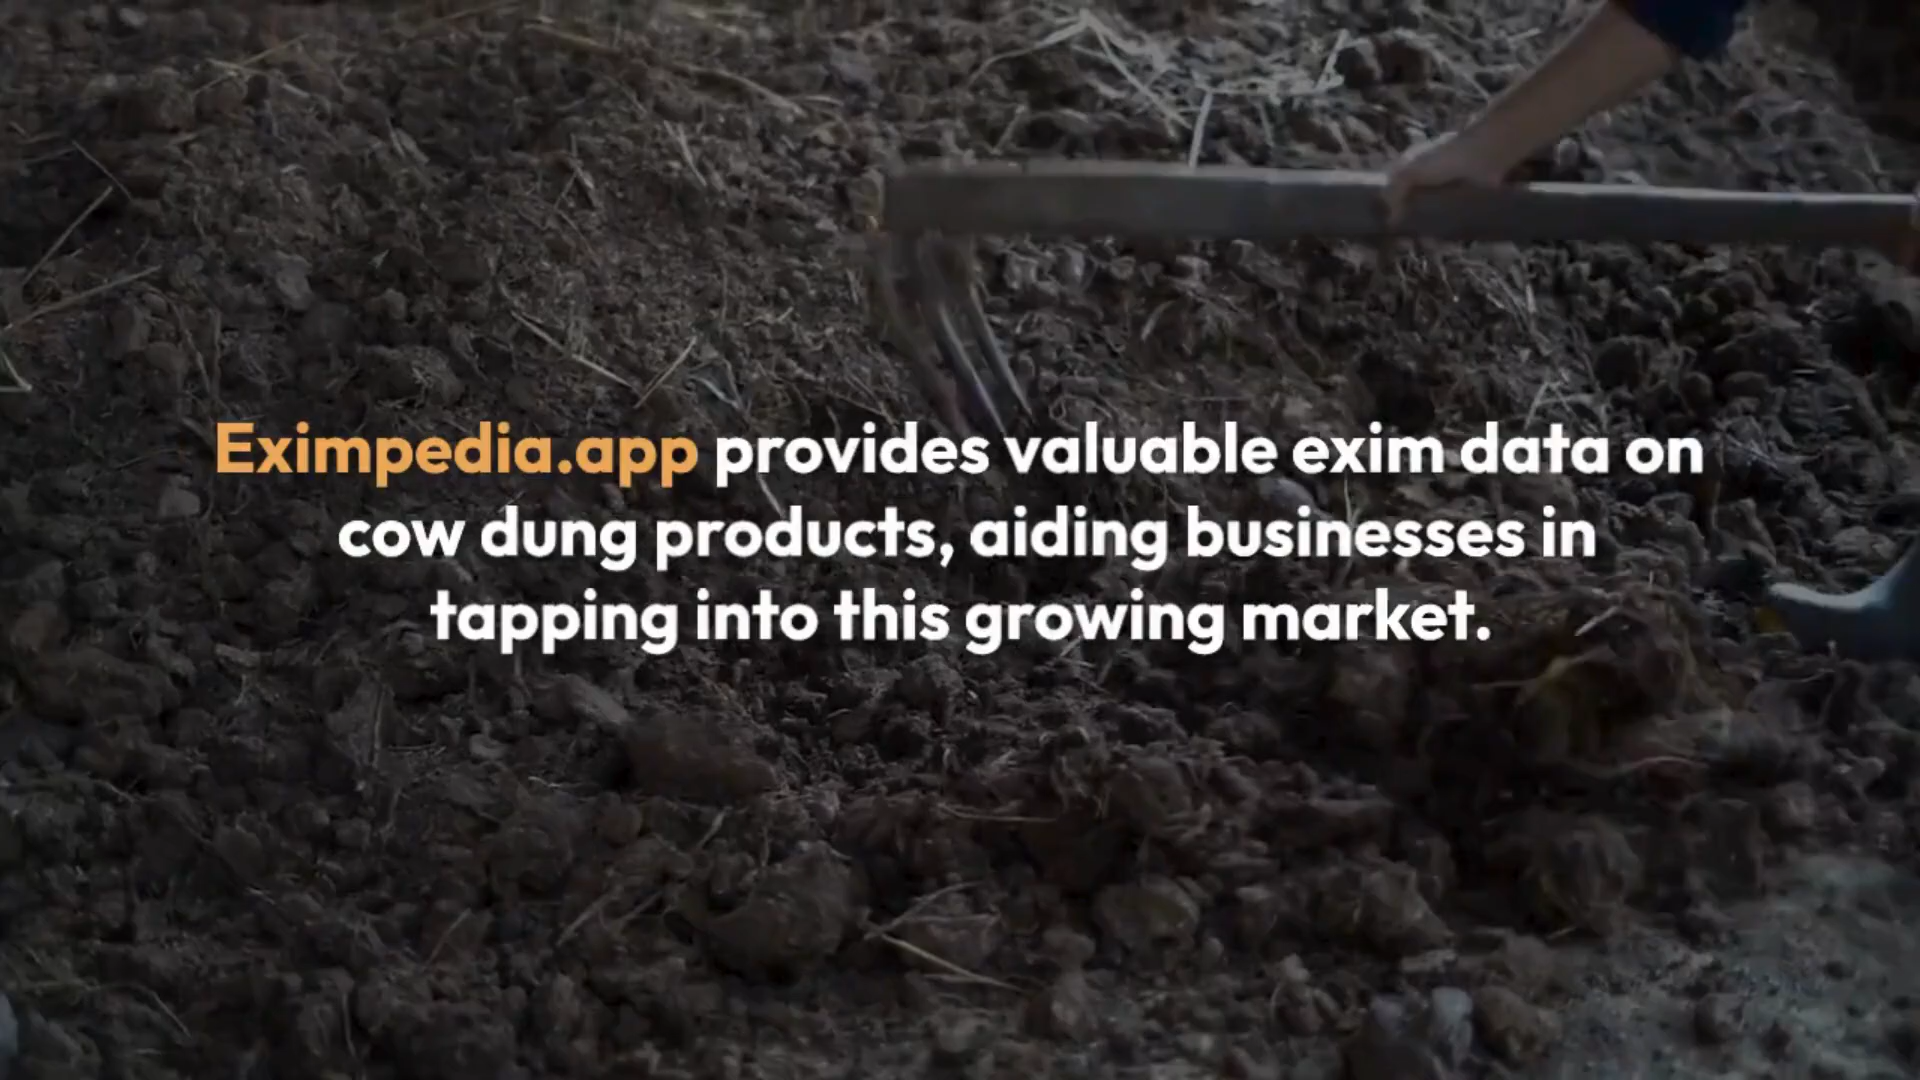 Eximpedia.app provides valuable exim data on
cow dung products, aiding businesses in
tapping into this growing market.